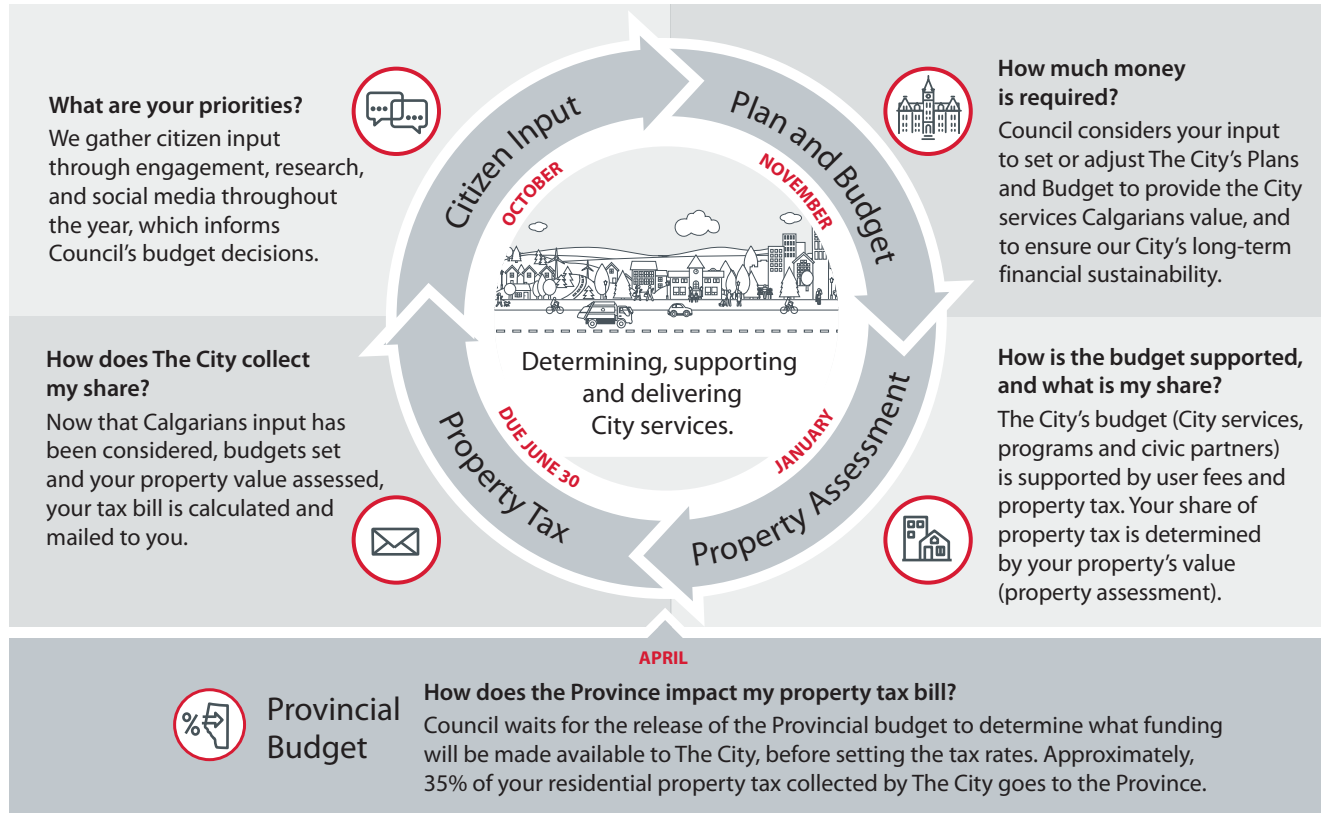 What are your priorities?
We gather citizen input
through engagement, research,
and social media throughout
the year, which informs
Council's budget decisions.
Citizen Input
OCTOBER
Plan and Budget
NOVEMBER
How much money
is required?
Council considers your input
to set or adjust The City's Plans
and Budget to provide the City
services Calgarians value, and
to ensure our City's long-term
financial sustainability.
Determining, supporting
and delivering
City services.
How does The City collect
my share?
Now that Calgarians input has
been considered, budgets set
and your property value assessed,
your tax bill is calculated and
mailed to you.
Property Tax
DUE JUNE 30
Property Assessment
JANUARY
How is the budget supported,
and what is my share?
The City's budget (City services,
programs and civic partners)
is supported by user fees and
property tax. Your share of
property tax is determined
by your property's value
(property assessment).
APRIL
%
Provincial
Budget
How does the Province impact my property tax bill?
Council waits for the release of the Provincial budget to determine what funding
will be made available to The City, before setting the tax rates. Approximately,
35% of your residential property tax collected by The City goes to the Province.